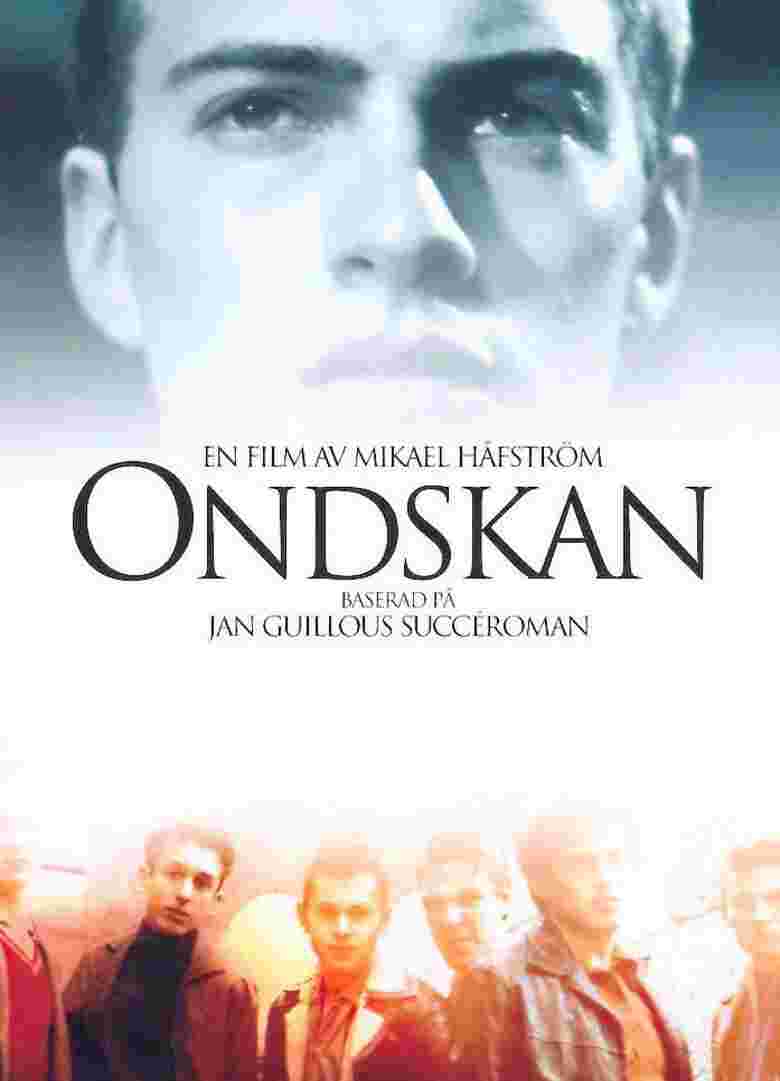 EN FILM AV MIKAEL HÅFSTRÖM
ONDSKAN
BASERAD PÅ
JAN GUILLOUS SUCCÉROMAN